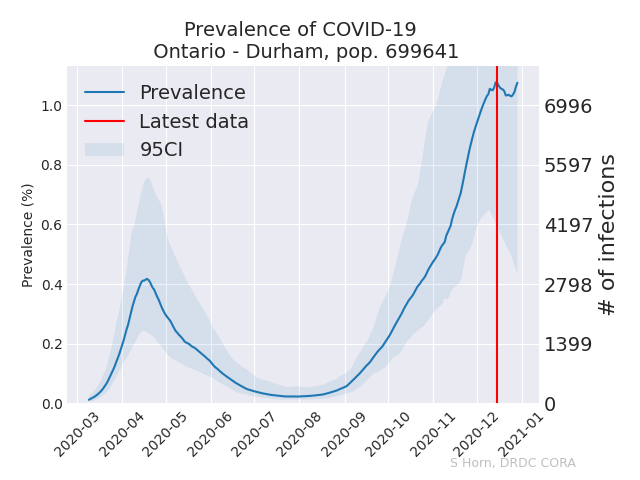 Prevalence of COVID-19
Ontario - Durham, pop. 699641
Prevalence
Latest data
95CI
Prevalence (%)
1.0
0.8
0.6
0.4
0.2
0.0
6996
5597
4197
2798
1399
0
# of infections
2020-03
2020-04
2020-05
2020-06
2020-07
2020-08
2020-09
2020-10
2020-11
2020-12
2021-01
S Horn, DRDC CORA